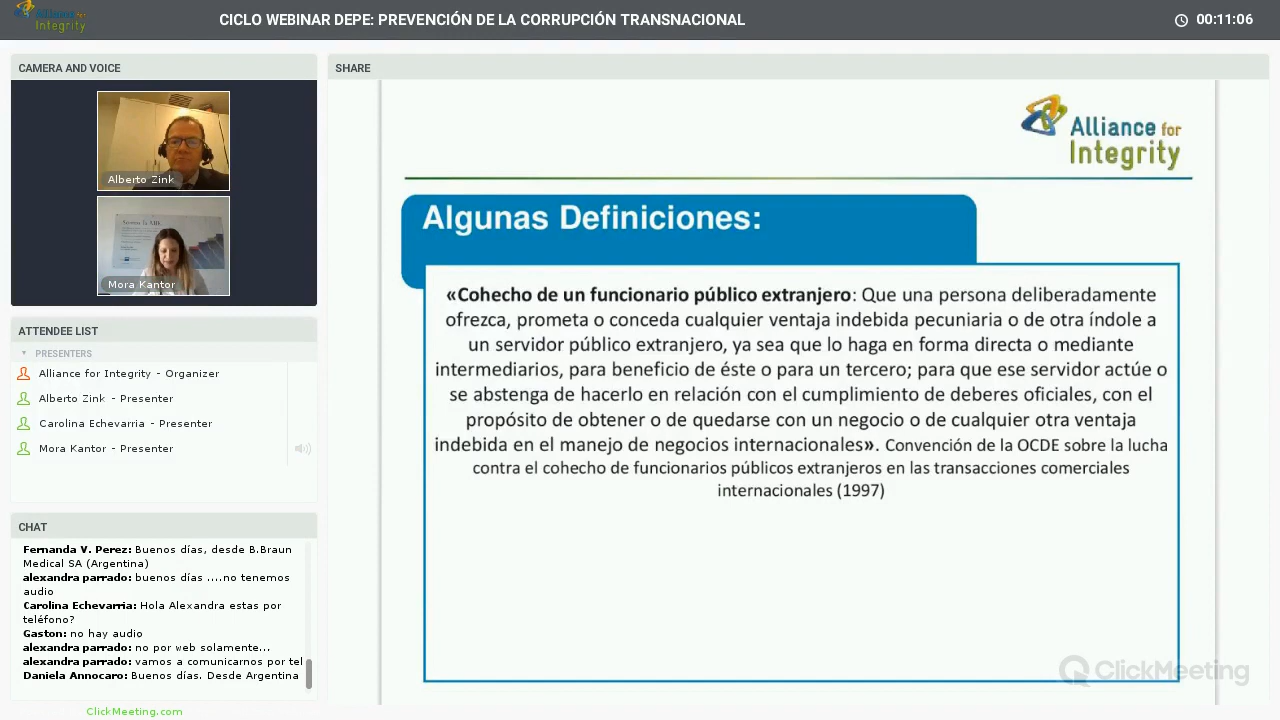 Integrity
CICLO WEBINAR DEPE: PREVENCIÓN DE LA CORRUPCIÓN TRANSNACIONAL
00:11:06
CAMERA AND VOICE
Alberto Zink
Mora Kantor
ATTENDEE LIST
PRESENTERS
Alliance for Integrity - Organizer
Alberto Zink - Presenter
Carolina Echevarria - Presenter
Mora Kantor - Presenter
CHAT
Fernanda V. Perez: Buenos días, desde B.Braun
Medical SA (Argentina)
alexandra parrado: buenos días ....no tenemos
audio
Carolina Echevarria: Hola Alexandra estas por
teléfono?
Gaston: no hay audio
alexandra parrado: no por web solamente...
alexandra parrado: vamos a comunicarnos por tel
Daniela Annocaro: Buenos días. Desde Argentina
ClickMeeting.com
SHARE
Alliance for
Integrity
Algunas Definiciones:
«Cohecho de un funcionario público extranjero: Que una persona deliberadamente
ofrezca, prometa o conceda cualquier ventaja indebida pecuniaria o de otra índole a
un servidor público extranjero, ya sea que lo haga en forma directa o mediante
intermediarios, para beneficio de éste o para un tercero; para que ese servidor actúe o
se abstenga de hacerlo en relación con el cumplimiento de deberes oficiales, con el
propósito de obtener o de quedarse con un negocio o de cualquier otra ventaja
indebida en el manejo de negocios internacionales». Convención de la OCDE sobre la lucha
contra el cohecho de funcionarios públicos extranjeros en las transacciones comerciales
internacionales (1997)
ClickMeeting